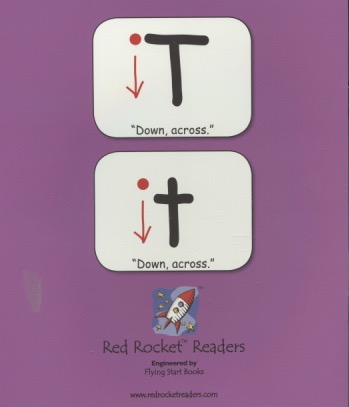 T
"Down, across."
t
"Down, across."
Red Rocket™ Readers
Engineered by
Flying Start Books
www.redrocketreaders.com